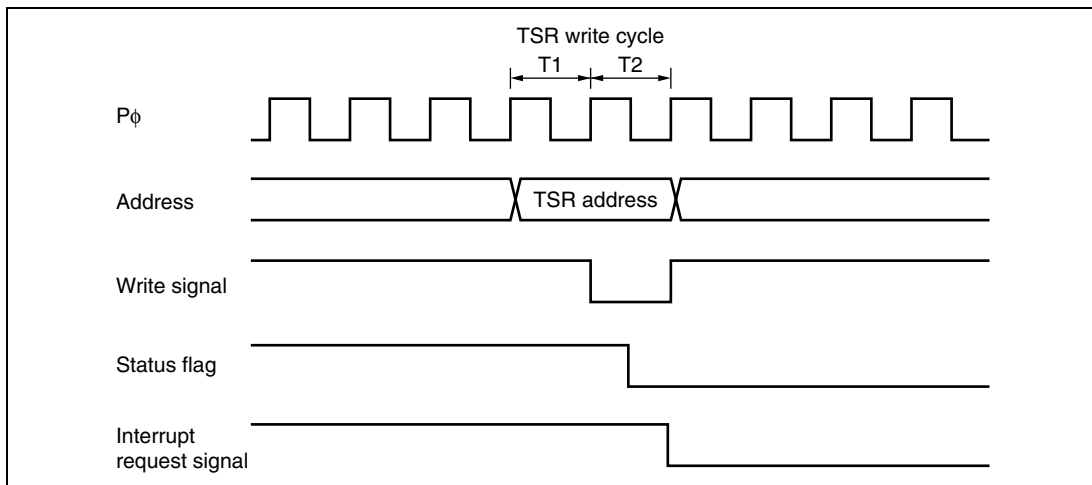 TSR write cycle
T1 T2
Pϕ
Address
TSR address
Write signal
Status flag
Interrupt
request signal